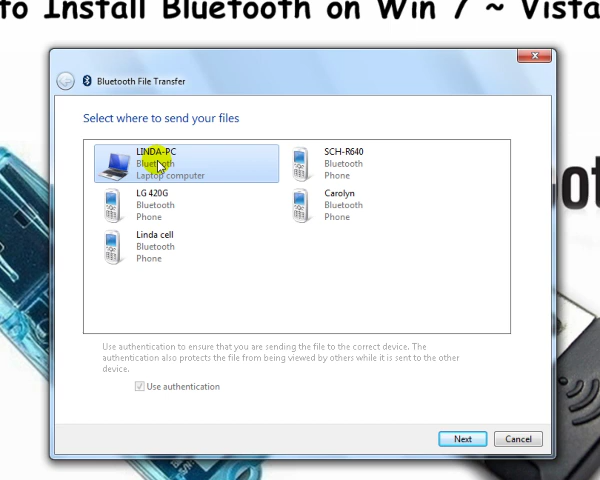 to Install Bluetooth on Win 7 ~ Vista
Bluetooth File Transfer
Select where to send your files
LINDA-PC
Bluetooth
Laptop computer
SCH-R640
Bluetooth
Phone
LG 420G
Bluetooth
Phone
Carolyn
Bluetooth
Phone
Linda cell
Bluetooth
Phone
Use authentication to ensure that you are sending the file to the correct device. The
authentication also protects the file from being viewed by others while it is sent to the other
device.
Use authentication
Next
Cancel